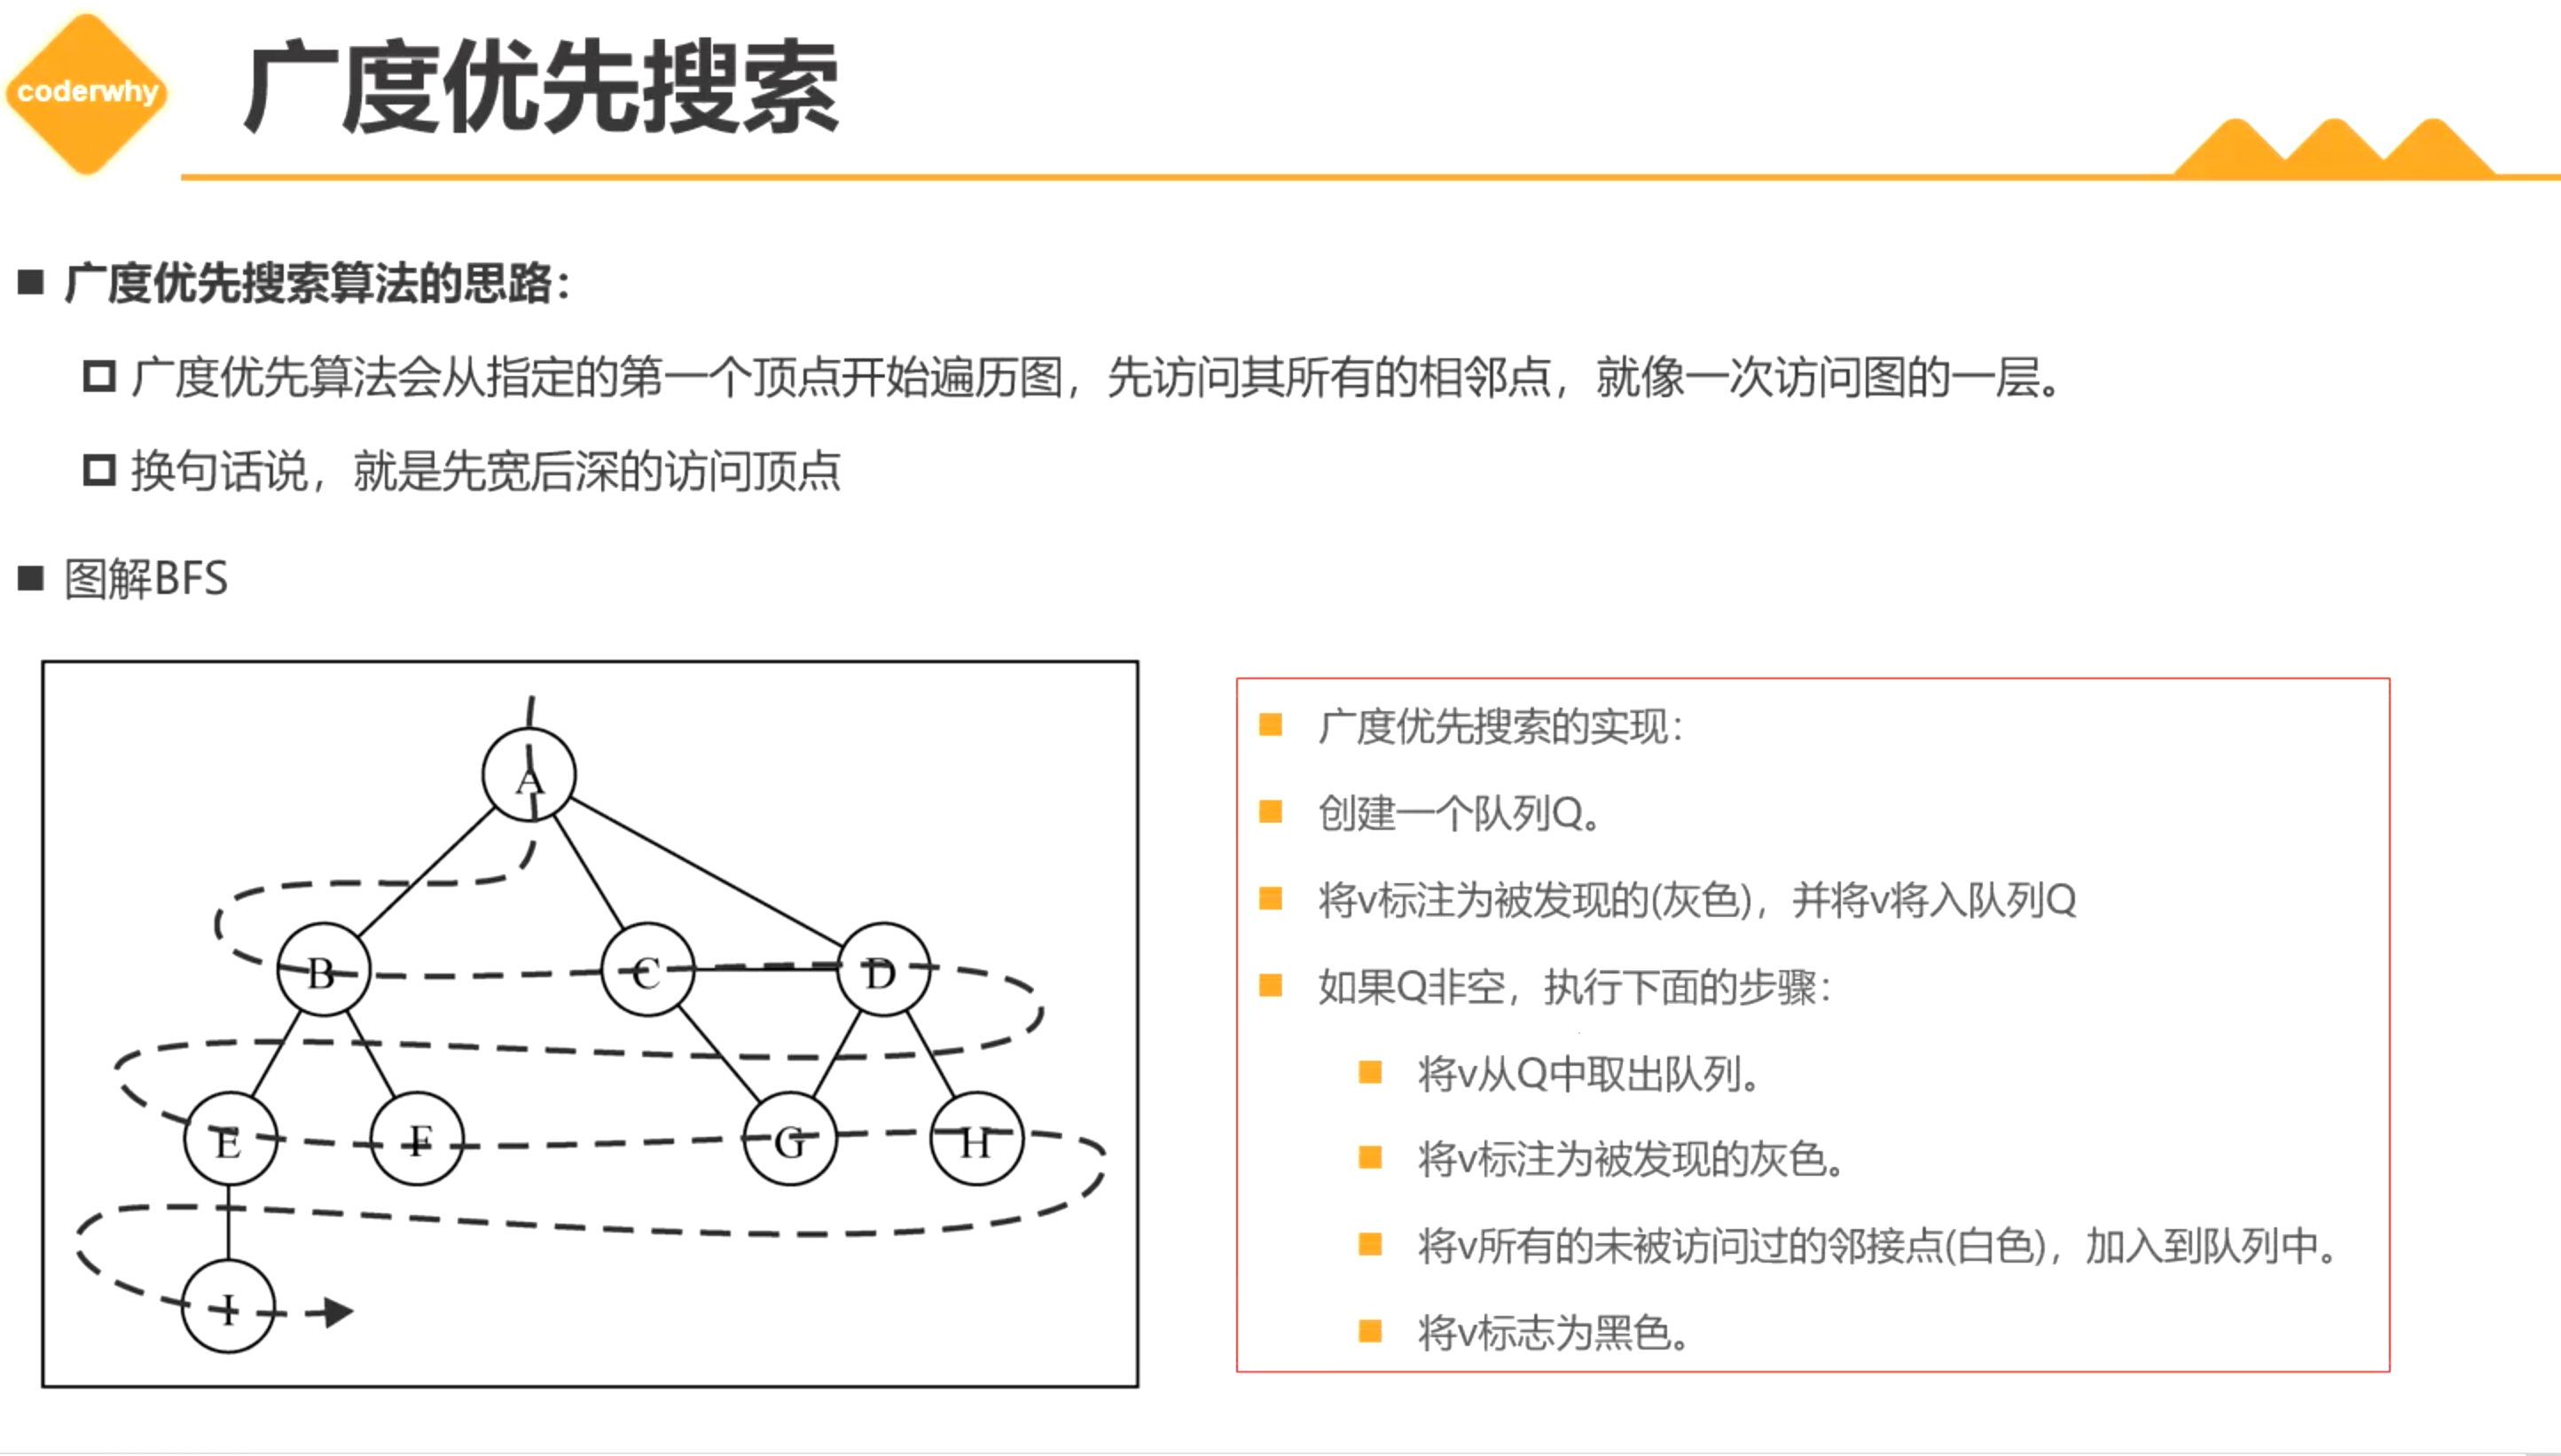 coderwhy
广度优先搜索
广度优先搜索算法的思路：
广度优先算法会从指定的第一个顶点开始遍历图，先访问其所有的相邻点，就像一次访问图的一层。
换句话说，就是先宽后深的访问顶点
图解BFS
A
B C D
E F G H
I
广度优先搜索的实现：
创建一个队列Q。
将v标注为被发现的(灰色)，并将v将入队列Q
如果Q非空，执行下面的步骤：
将v从Q中取出队列。
将v标注为被发现的灰色。
将v所有的未被访问过的邻接点(白色)，加入到队列中。
将v标志为黑色。